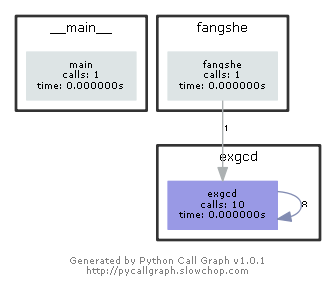 __main__
main
calls: 1
time: 0.000000s
fangshe
fangshe
calls: 1
time: 0.000000s
1
exgcd
exgcd
calls: 10
time: 0.000000s
8
Generated by Python Call Graph v1.0.1
http://pycallgraph.slowchop.com